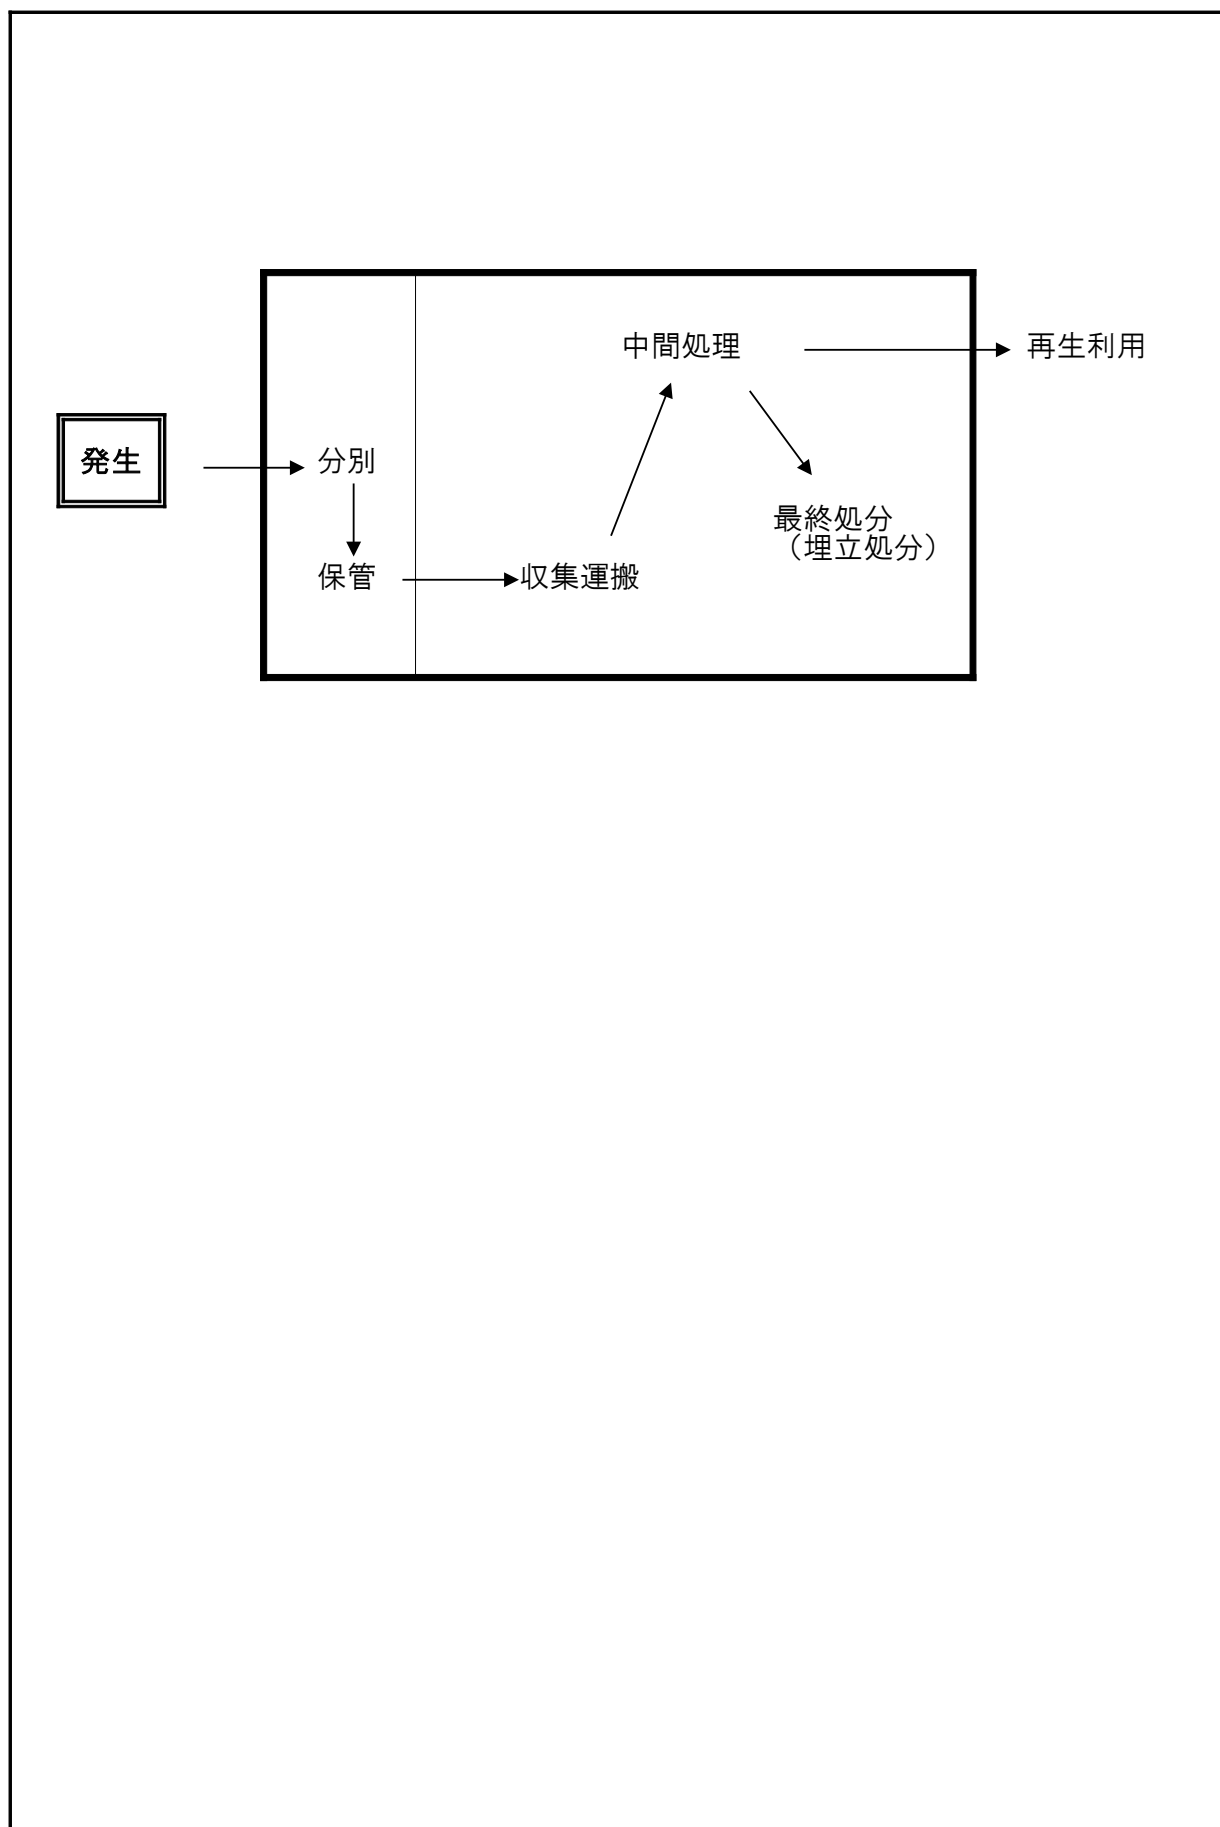 発生
分別
保管
収集運搬
中間処理
最終処分
（埋立処分）
再生利用